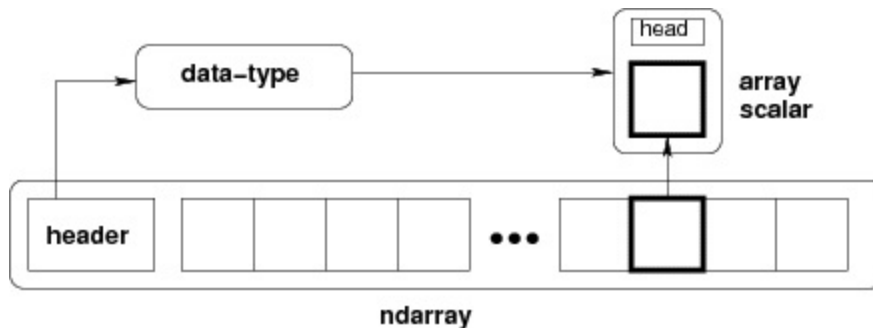 head
data-type
array
scalar
header
•••
ndarray